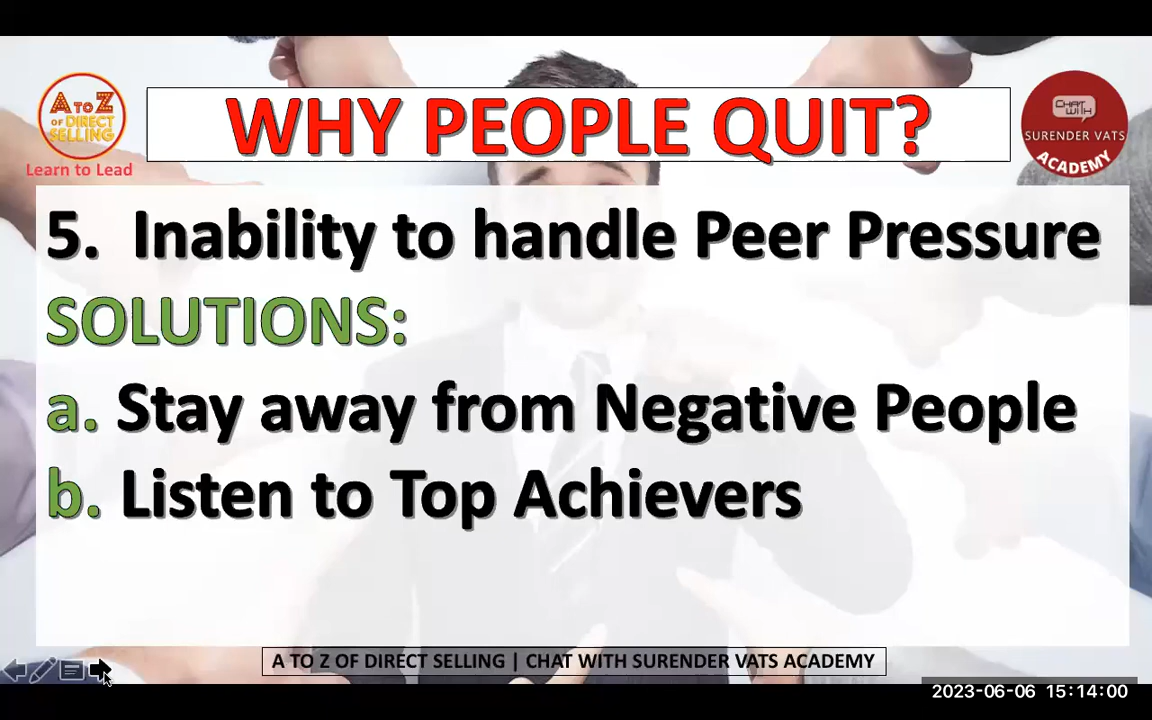 A TO Z
OF DIRECT
SELLING
Learn to Lead
WHY PEOPLE QUIT?
CHAT
WITH
SURENDER VATS
ACADEMY
5. Inability to handle Peer Pressure
SOLUTIONS:
a. Stay away from Negative People
b. Listen to Top Achievers
A TO Z OF DIRECT SELLING | CHAT WITH SURENDER VATS ACADEMY
2023-06-06 15:14:00